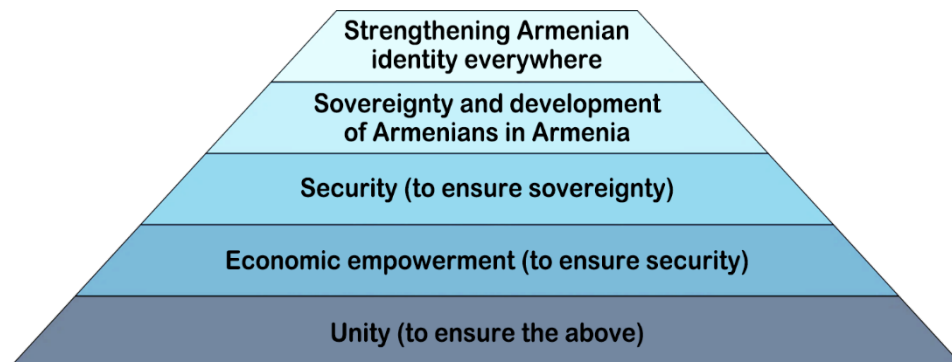 Strengthening Armenian
identity everywhere
Sovereignty and development
of Armenians in Armenia
Security (to ensure sovereignty)
Economic empowerment (to ensure security)
Unity (to ensure the above)